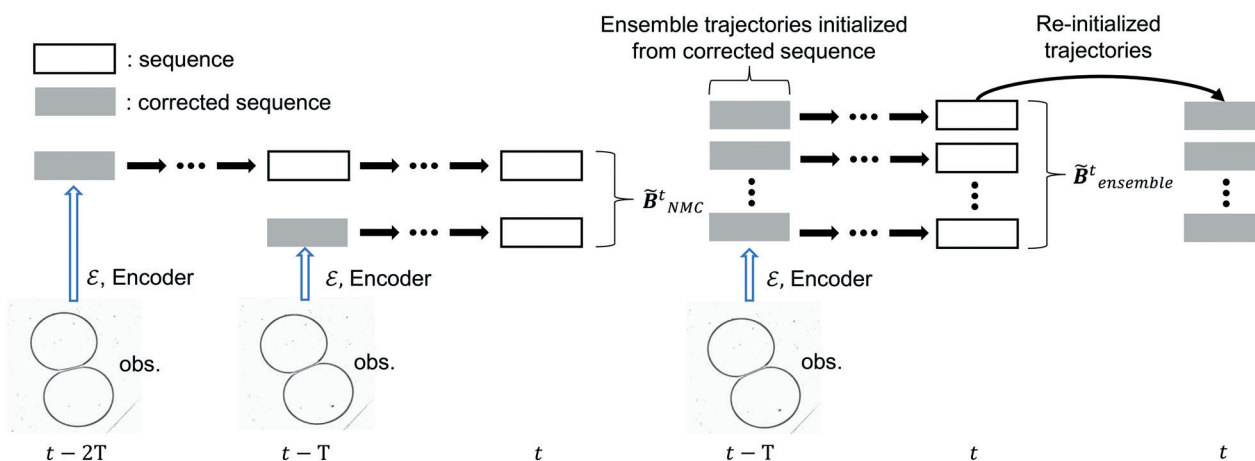 : sequence
: corrected sequence
ℰ, Encoder
obs.
t − 2T
ℰ, Encoder
obs.
t − T
t
B̃ᵗ_NMC
Ensemble trajectories initialized
from corrected sequence
Re-initialized
trajectories
B̃ᵗ_ensemble
ℰ, Encoder
obs.
t − T
t
t